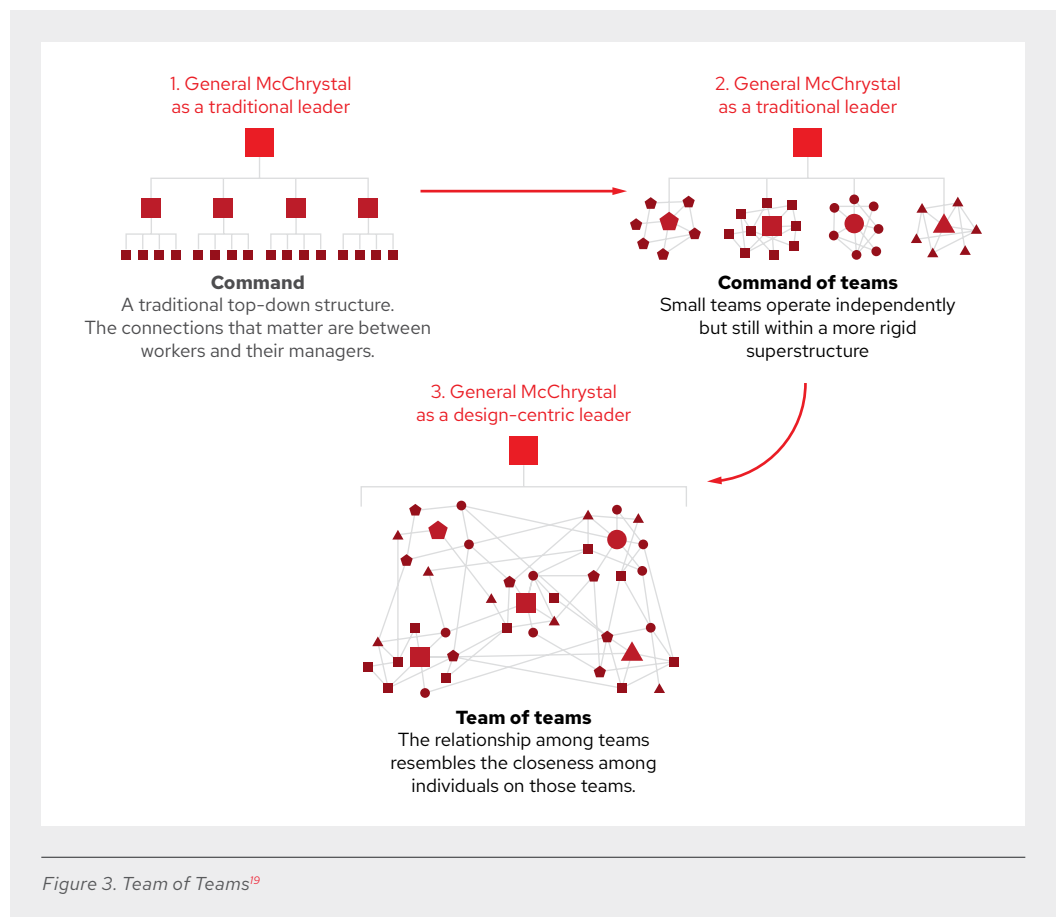 1. General McChrystal
as a traditional leader
Command
A traditional top-down structure.
The connections that matter are between
workers and their managers.
2. General McChrystal
as a traditional leader
Command of teams
Small teams operate independently
but still within a more rigid
superstructure
3. General McChrystal
as a design-centric leader
Team of teams
The relationship among teams
resembles the closeness among
individuals on those teams.
Figure 3. Team of Teams19